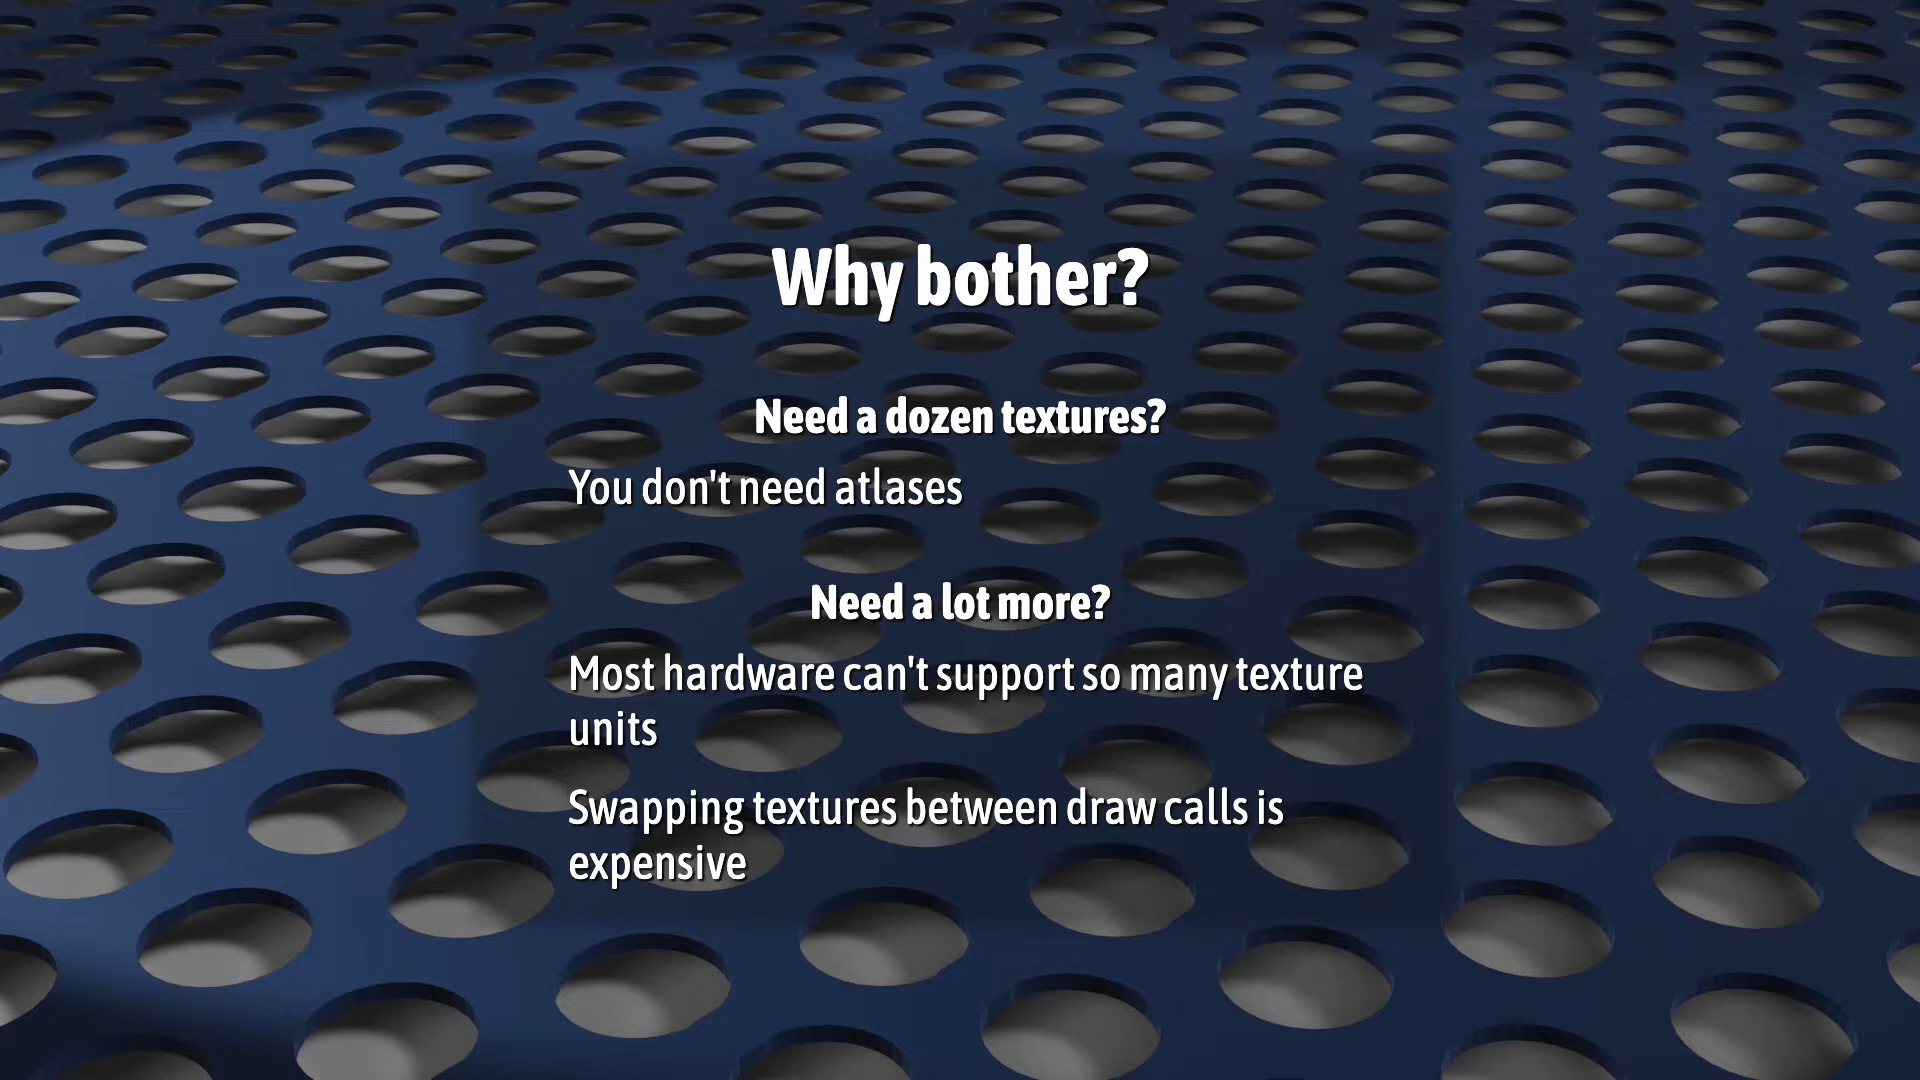 Why bother?
Need a dozen textures?
You don't need atlases
Need a lot more?
Most hardware can't support so many texture
units
Swapping textures between draw calls is
expensive